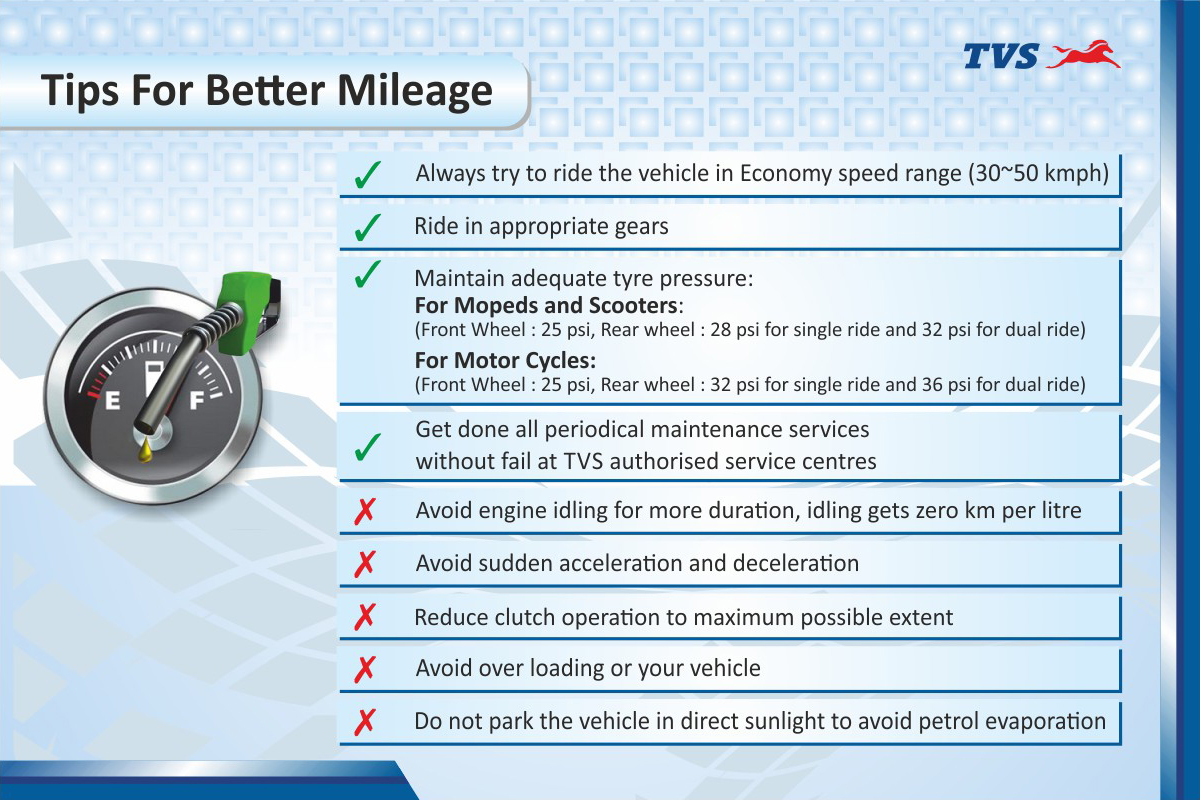 TVS
Tips For Better Mileage
✓ Always try to ride the vehicle in Economy speed range (30~50 kmph)
✓ Ride in appropriate gears
✓ Maintain adequate tyre pressure:
For Mopeds and Scooters:
(Front Wheel : 25 psi, Rear wheel : 28 psi for single ride and 32 psi for dual ride)
For Motor Cycles:
(Front Wheel : 25 psi, Rear wheel : 32 psi for single ride and 36 psi for dual ride)
✓ Get done all periodical maintenance services
without fail at TVS authorised service centres
✗ Avoid engine idling for more duration, idling gets zero km per litre
✗ Avoid sudden acceleration and deceleration
✗ Reduce clutch operation to maximum possible extent
✗ Avoid over loading or your vehicle
✗ Do not park the vehicle in direct sunlight to avoid petrol evaporation
E F